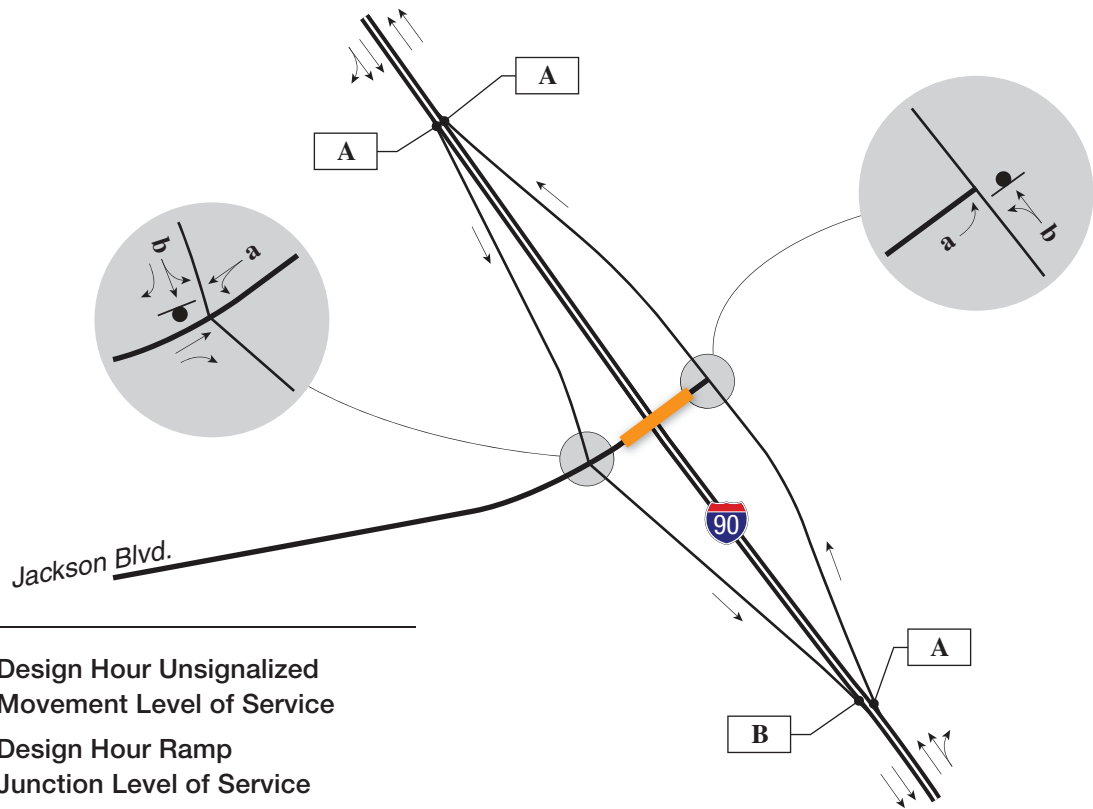 A
A
a
b
b
a
90
Jackson Blvd.
A
B
Design Hour Unsignalized
Movement Level of Service
Design Hour Ramp
Junction Level of Service